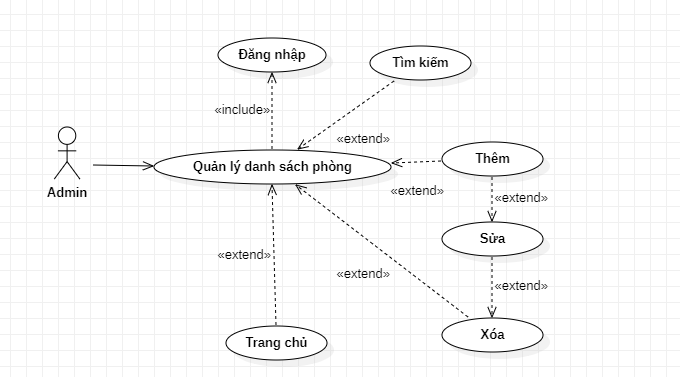 Đăng nhập
Tìm kiếm
«include»
«extend»
Quản lý danh sách phòng
Thêm
Admin
«extend»
«extend»
Sửa
«extend»
«extend»
«extend»
Trang chủ
Xóa